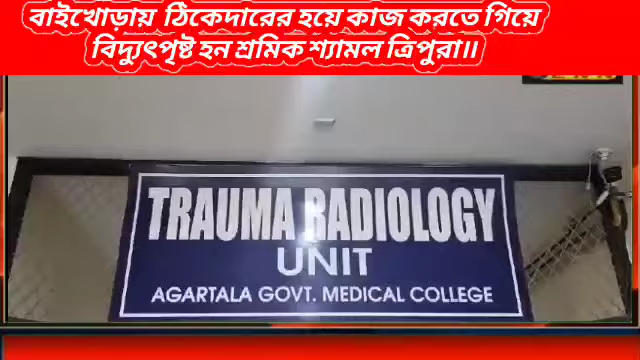 বাইখোড়ায় ঠিকেদারের হয়ে কাজ করতে গিয়ে
বিদ্যুৎপৃষ্ট হন শ্রমিক শ্যামল ত্রিপুরা।।
TRAUMA RADIOLOGY
UNIT
AGARTALA GOVT. MEDICAL COLLEGE